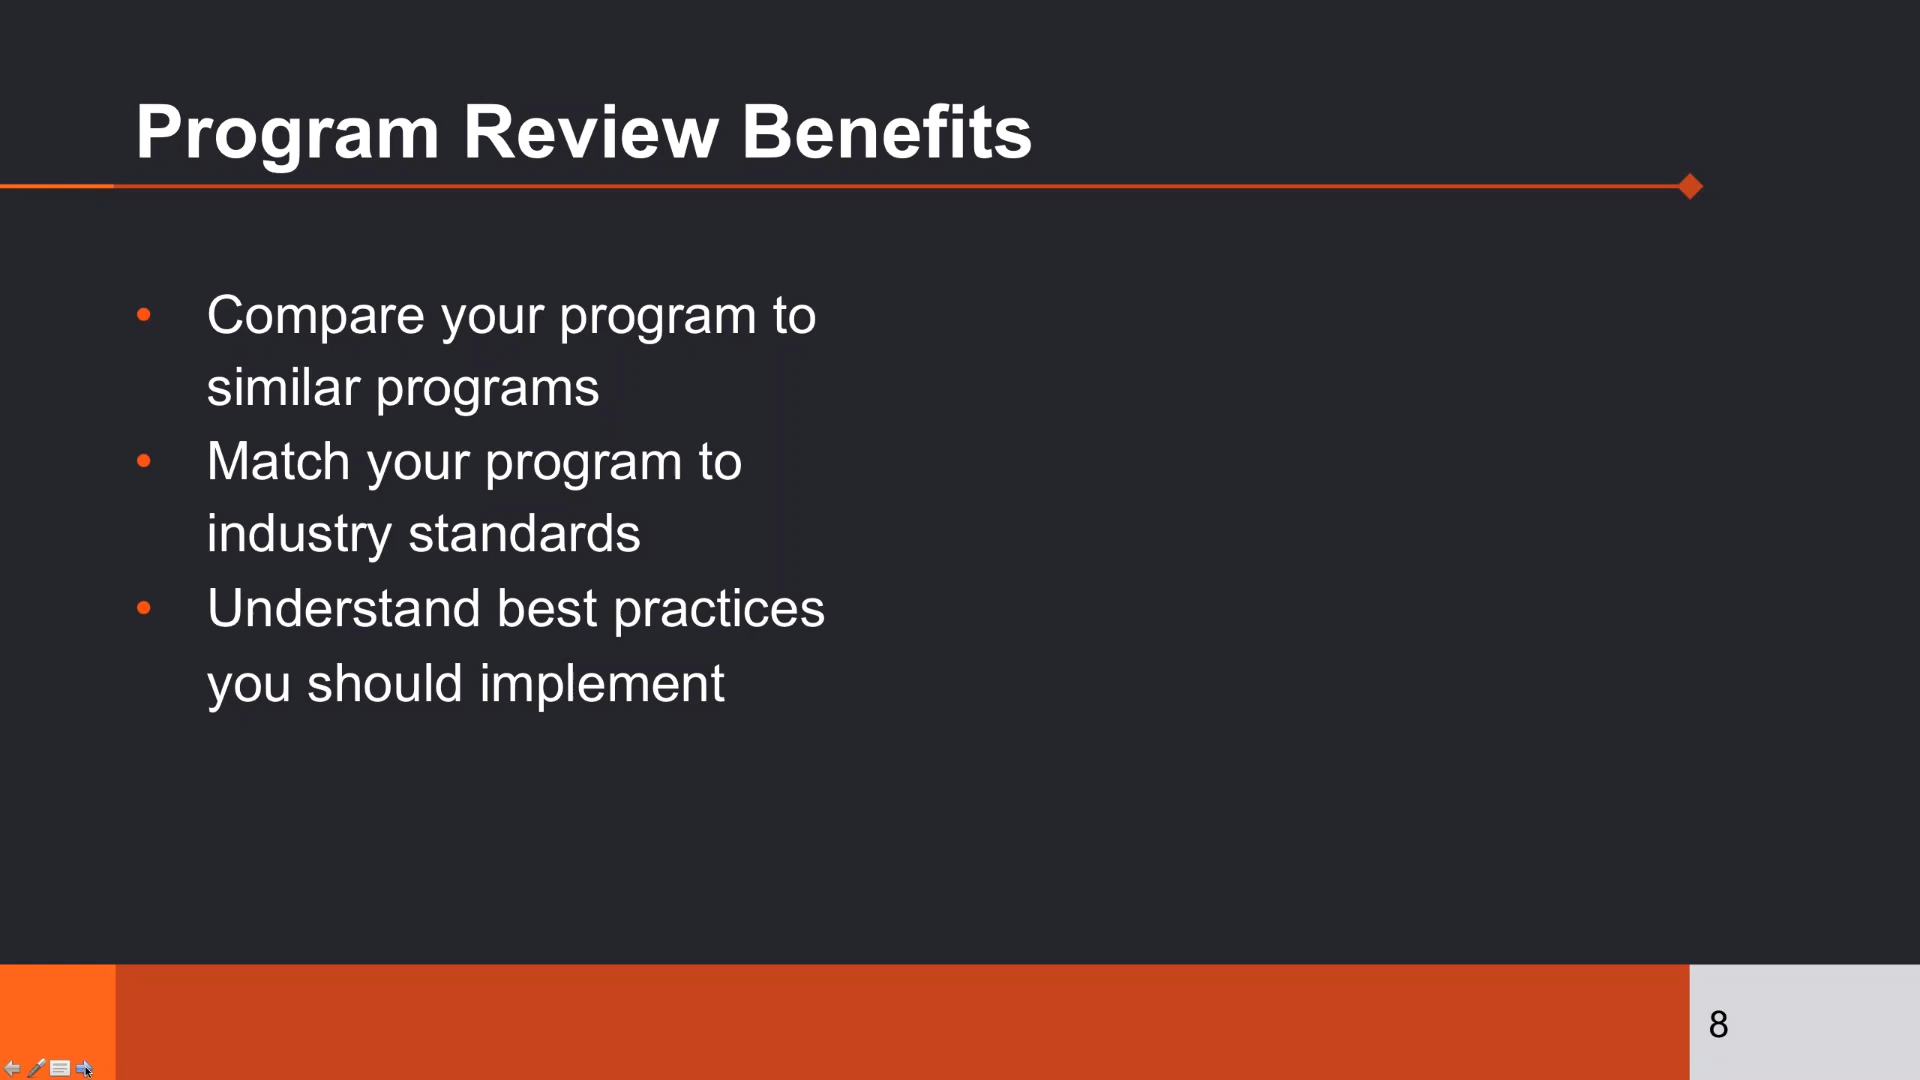 Program Review Benefits
• Compare your program to
similar programs
• Match your program to
industry standards
• Understand best practices
you should implement
8